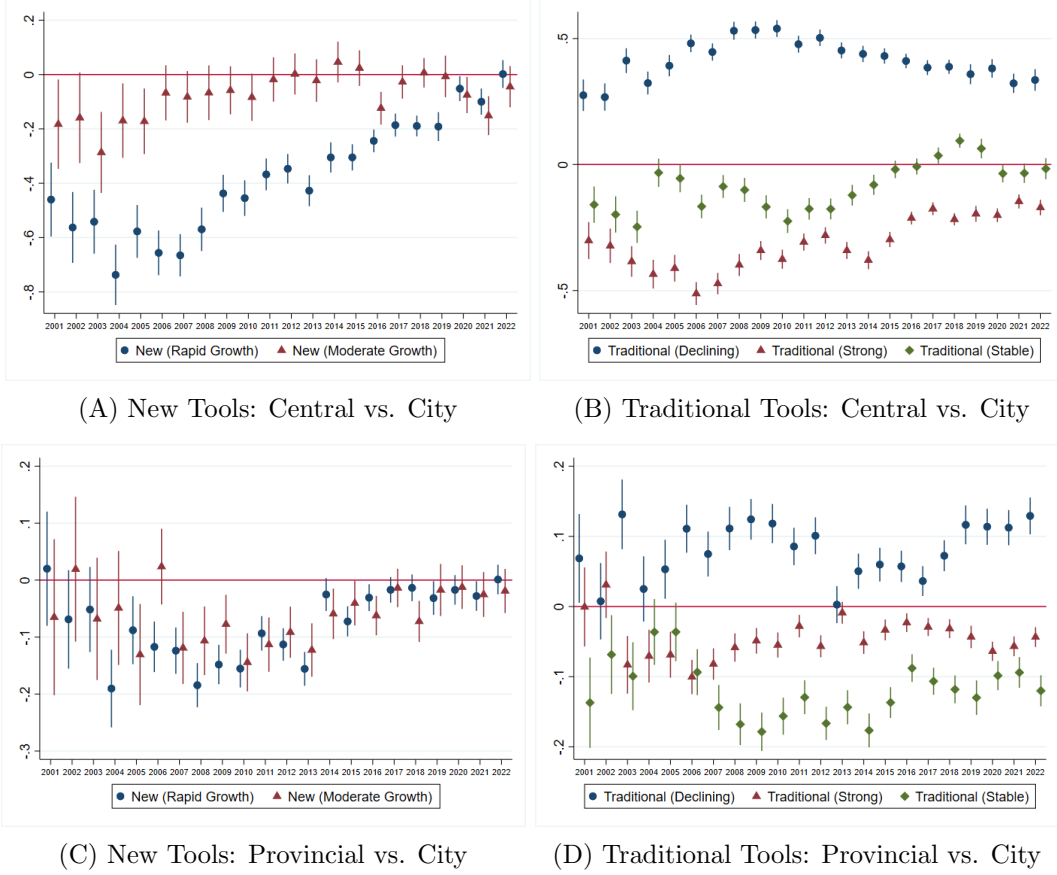 .2
0
-.2
-.4
-.6
-.8
2001 2002 2003 2004 2005 2006 2007 2008 2009 2010 2011 2012 2013 2014 2015 2016 2017 2018 2019 2020 2021 2022
New (Rapid Growth) New (Moderate Growth)
(A) New Tools: Central vs. City
.5
0
-.5
2001 2002 2003 2004 2005 2006 2007 2008 2009 2010 2011 2012 2013 2014 2015 2016 2017 2018 2019 2020 2021 2022
Traditional (Declining) Traditional (Strong) Traditional (Stable)
(B) Traditional Tools: Central vs. City
.2
.1
0
-.1
-.2
-.3
2001 2002 2003 2004 2005 2006 2007 2008 2009 2010 2011 2012 2013 2014 2015 2016 2017 2018 2019 2020 2021 2022
New (Rapid Growth) New (Moderate Growth)
(C) New Tools: Provincial vs. City
.2
.1
0
-.1
-.2
2001 2002 2003 2004 2005 2006 2007 2008 2009 2010 2011 2012 2013 2014 2015 2016 2017 2018 2019 2020 2021 2022
Traditional (Declining) Traditional (Strong) Traditional (Stable)
(D) Traditional Tools: Provincial vs. City